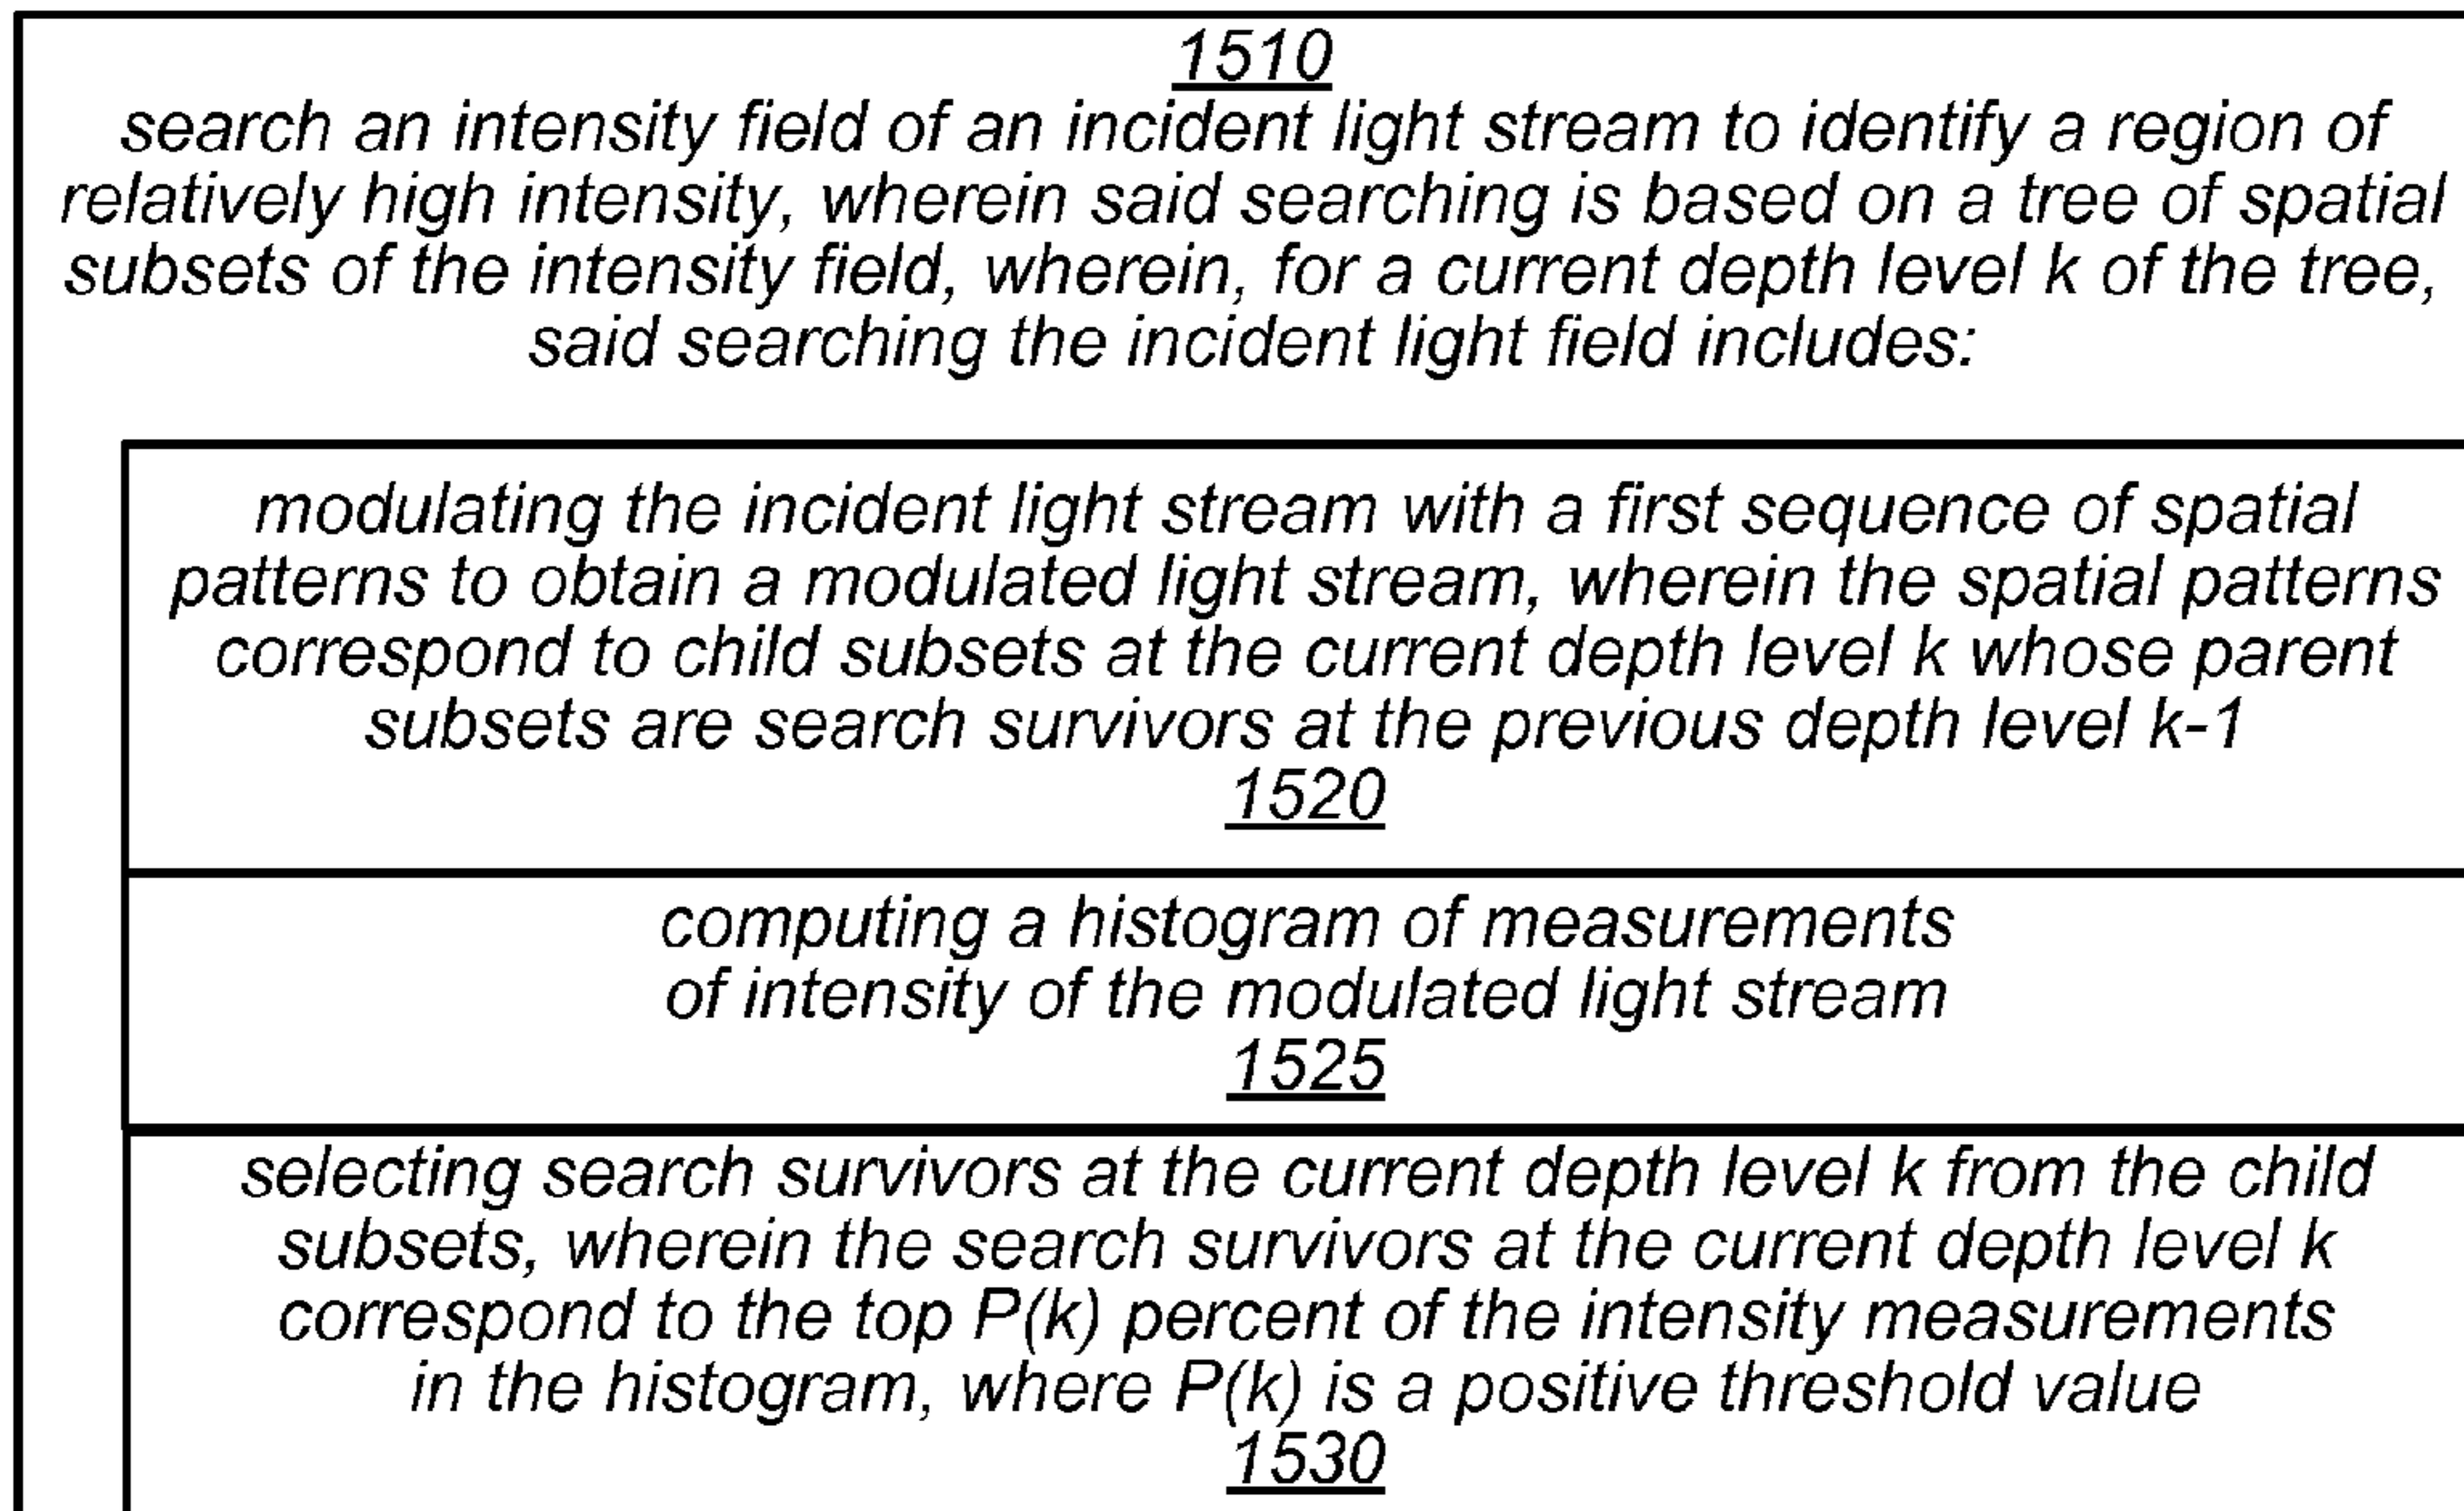 1510
search an intensity field of an incident light stream to identify a region of
relatively high intensity, wherein said searching is based on a tree of spatial
subsets of the intensity field, wherein, for a current depth level k of the tree,
said searching the incident light field includes:
modulating the incident light stream with a first sequence of spatial
patterns to obtain a modulated light stream, wherein the spatial patterns
correspond to child subsets at the current depth level k whose parent
subsets are search survivors at the previous depth level k-1
1520
computing a histogram of measurements
of intensity of the modulated light stream
1525
selecting search survivors at the current depth level k from the child
subsets, wherein the search survivors at the current depth level k
correspond to the top P(k) percent of the intensity measurements
in the histogram, where P(k) is a positive threshold value
1530